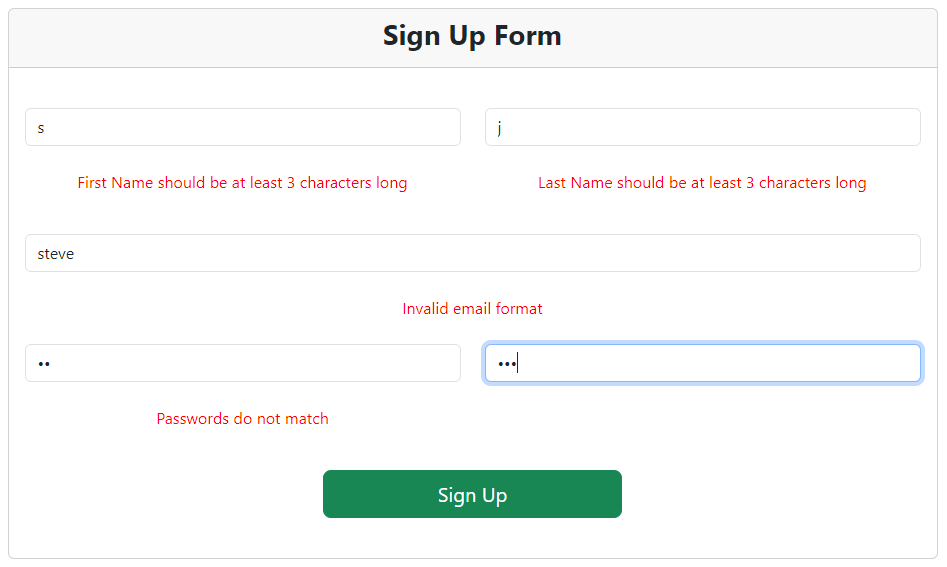 Sign Up Form
s
j
First Name should be at least 3 characters long
Last Name should be at least 3 characters long
steve
Invalid email format
••
•••
Passwords do not match
Sign Up